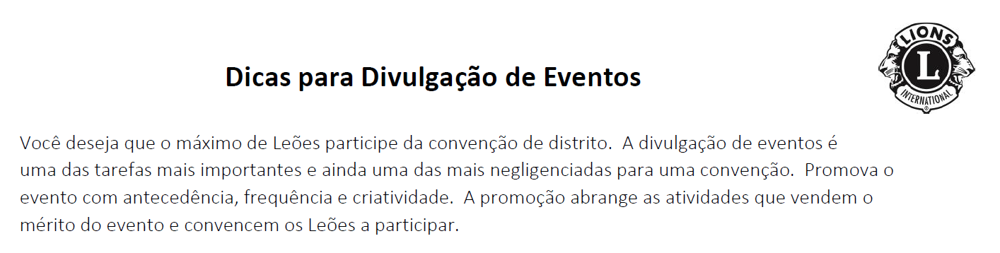 LIONS
L
INTERNATIONAL
®
Dicas para Divulgação de Eventos
Você deseja que o máximo de Leões participe da convenção de distrito.  A divulgação de eventos é
uma das tarefas mais importantes e ainda uma das mais negligenciadas para uma convenção.  Promova o
evento com antecedência, frequência e criatividade.  A promoção abrange as atividades que vendem o
mérito do evento e convencem os Leões a participar.